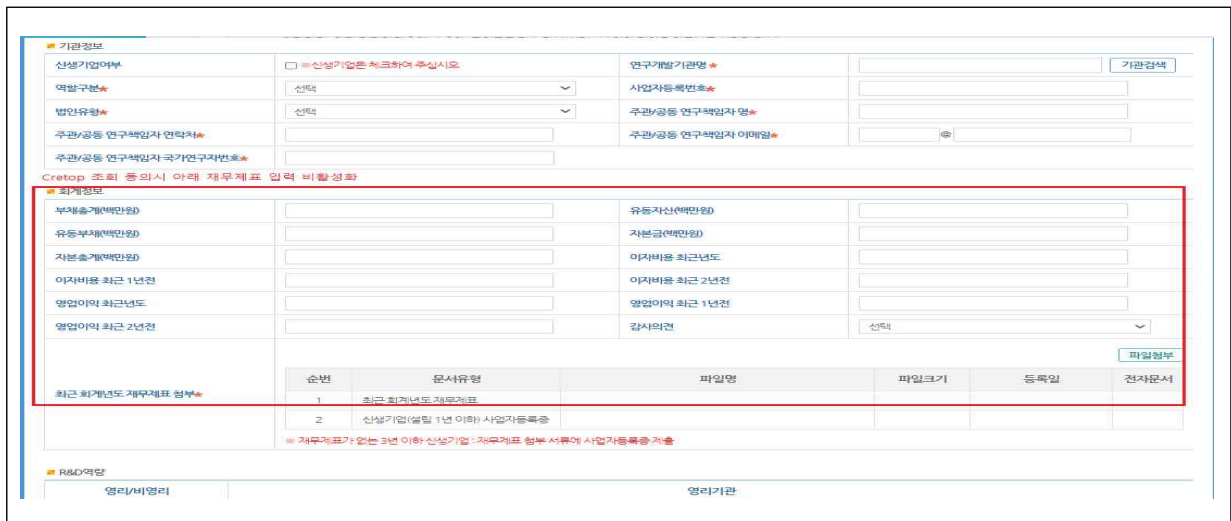 기관정보
신생기업여부 ※신생기업은 체크하여 주십시오 연구개발기관명★ 기관검색
역할구분★ 선택 사업자등록번호★
법인유형★ 선택 주관/공동 연구책임자 명★
주관/공동 연구책임자 연락처★ 주관/공동 연구책임자 이메일★ @
주관/공동 연구책임자 국가연구자번호★
Cretop 조회 동의시 아래 재무제표 입력 비활성화
회계정보
부채총계(백만원) 유동자산(백만원)
유동부채(백만원) 자본금(백만원)
자본총계(백만원) 이자비용 최근년도
이자비용 최근 1년전 이자비용 최근 2년전
영업이익 최근년도 영업이익 최근 1년전
영업이익 최근 2년전 감사의견 선택
파일첨부
최근 회계년도 재무제표 첨부★
순번 문서유형 파일명 파일크기 등록일 전자문서
1 최근 회계년도 재무제표
2 신생기업(설립 1년 이하) 사업자등록증
※ 재무제표가 없는 3년 이하 신생기업 : 재무제표 첨부 서류에 사업자등록증 제출
R&D역량
영리/비영리 영리기관